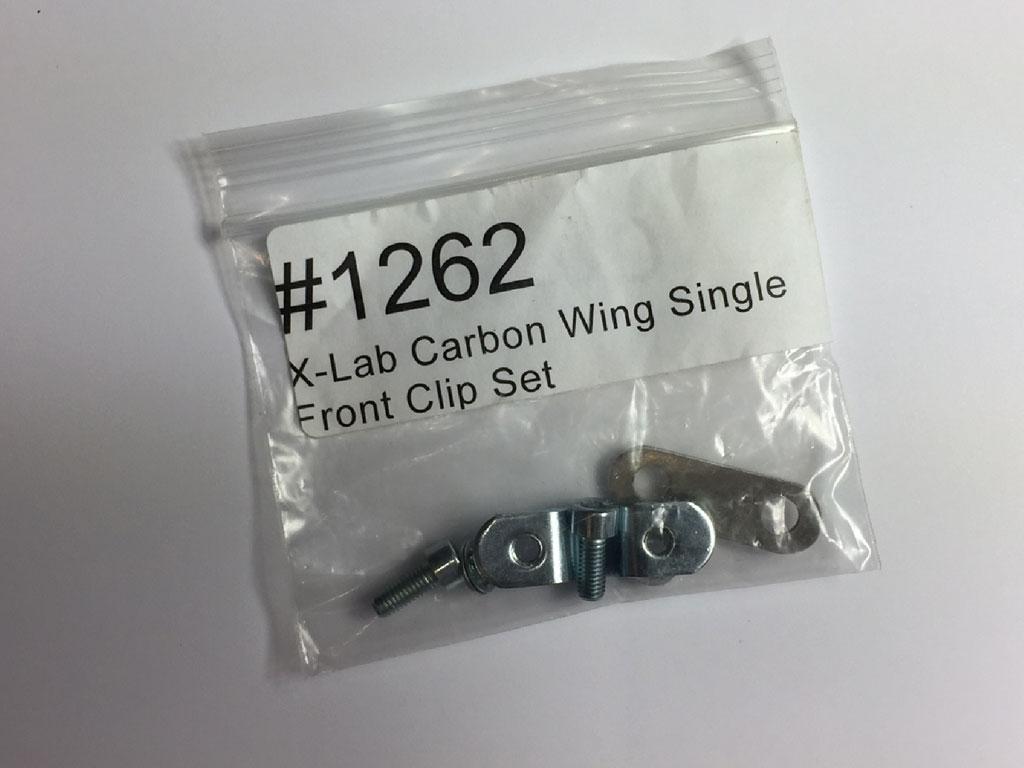 #1262
X-Lab Carbon Wing Single
Front Clip Set